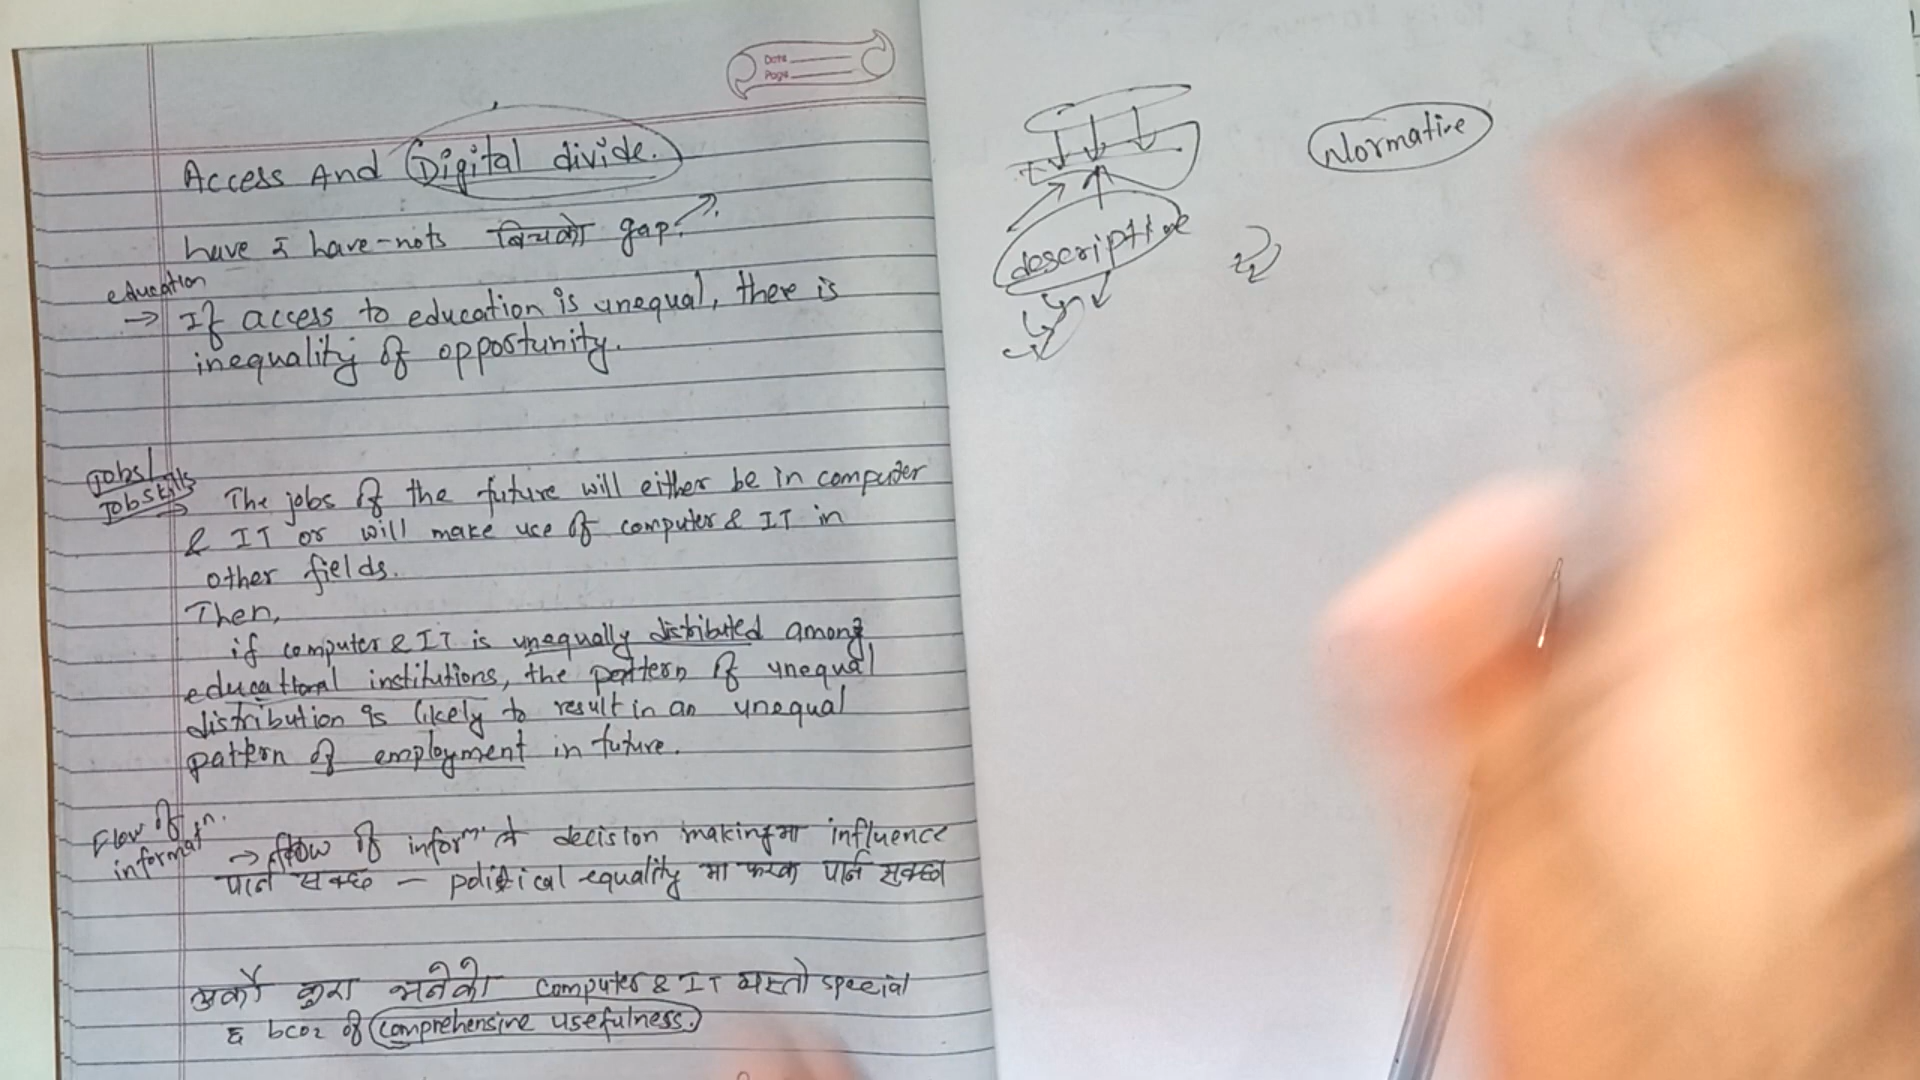 Date
Page
Access And Digital divide.
have र have-nots बिचको gap?
education
→ If access to education is unequal, there is
inequality of opportunity.
Jobs/
Job skills
→ The jobs of the future will either be in computer
& IT or will make use of computer & IT in
other fields.
Then,
if computer & IT is unequally distributed among
educational institutions, the pattern of unequal
distribution is likely to result in an unequal
pattern of employment in future.
Flow of
informatn.
→ flow of inform्. ले decision makingमा influence
पार्न सक्छ – political equality मा फरक पार्न सक्छ
अर्को कुरा भनेको computer & IT यस्तो special
छ bcoz of comprehensive usefulness.
descriptive
Normative